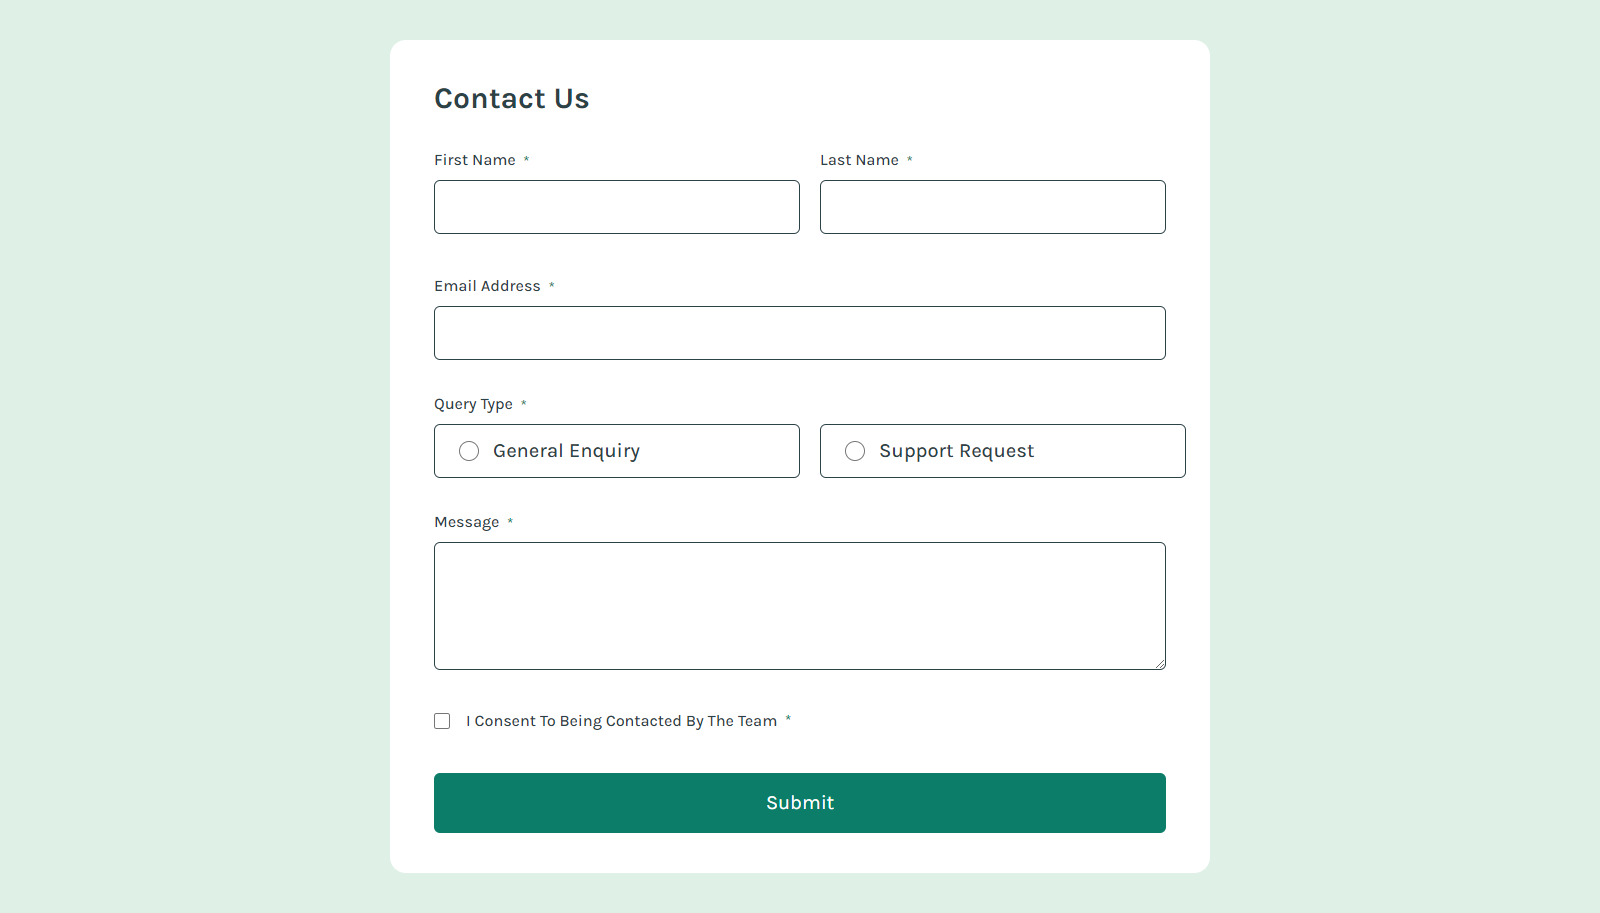 Contact Us
First Name *
Last Name *
Email Address *
Query Type *
General Enquiry
Support Request
Message *
I Consent To Being Contacted By The Team *
Submit